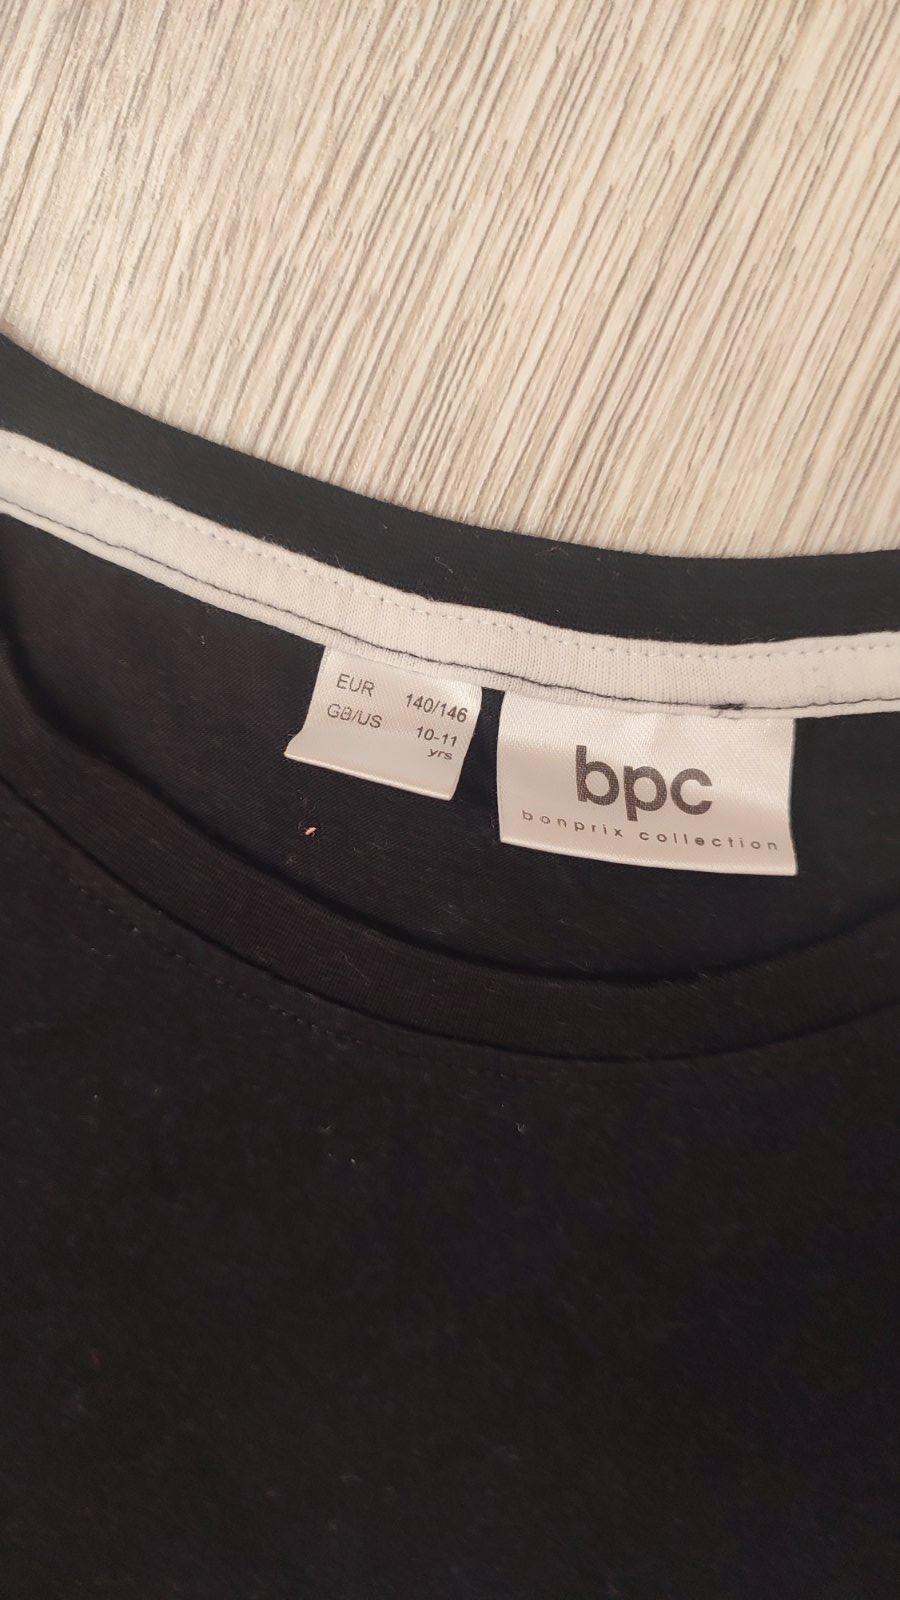 EUR 140/146
GB/US 10-11
yrs
bpc
bonprix collection